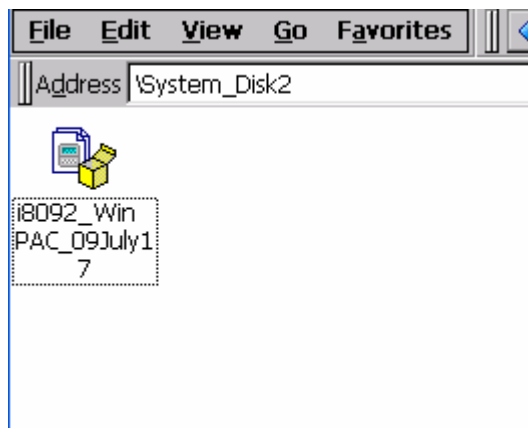 File Edit View Go Favorites
Address \System_Disk2
i8092_Win
PAC_09July1
7